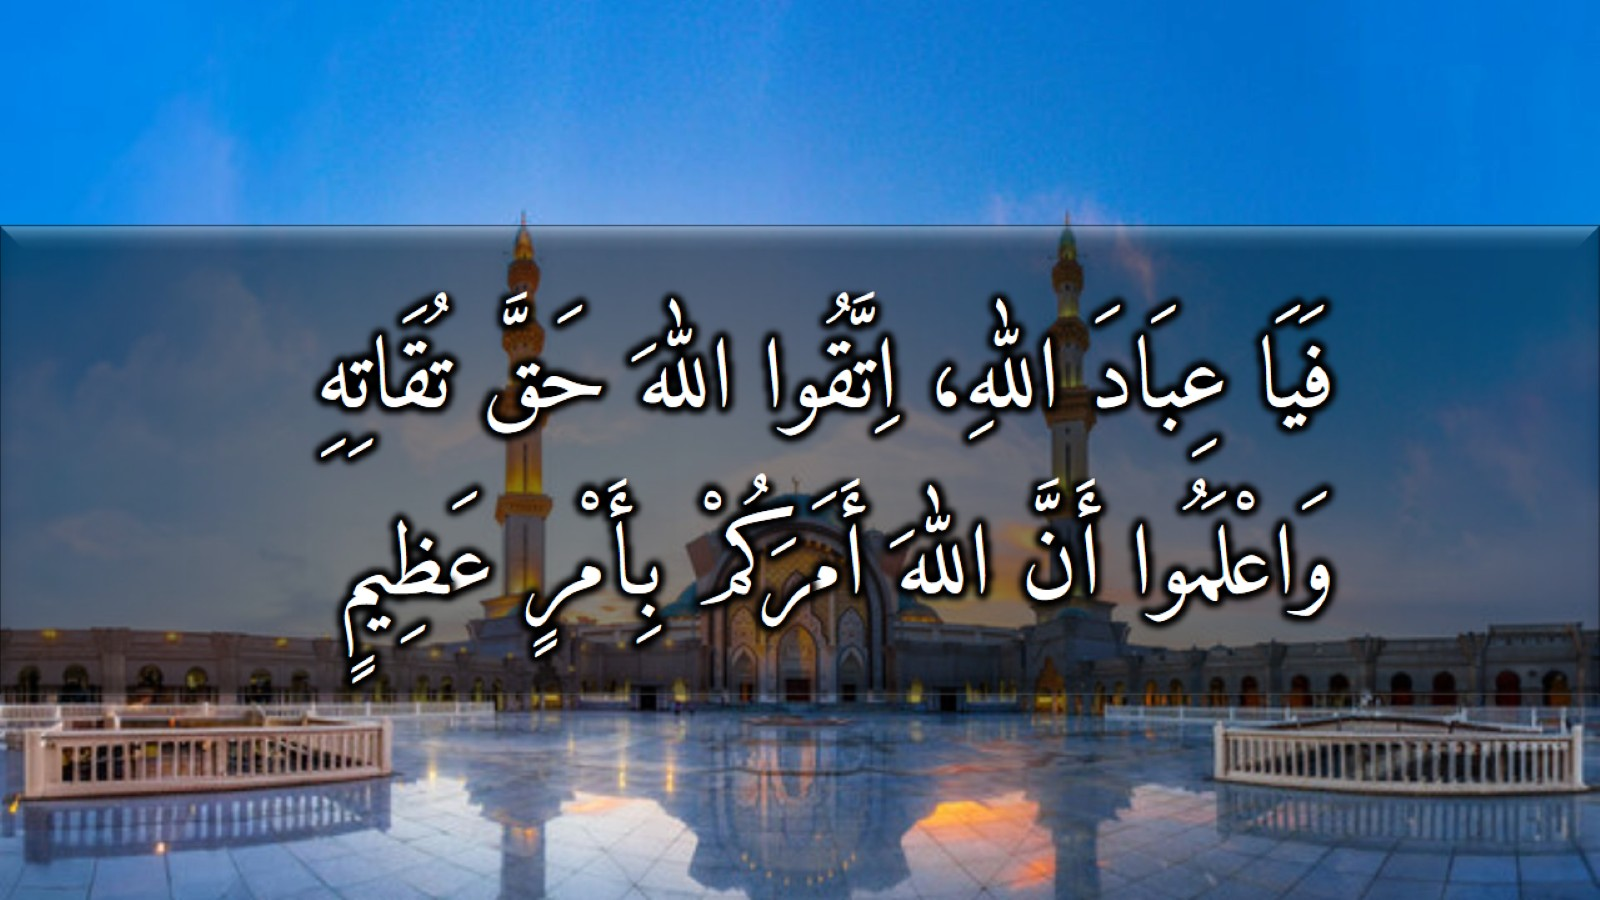 فَيَا عِبَادَ اللهِ، اِتَّقُوا اللهَ حَقَّ تُقَاتِهِ
وَاعْلَمُوا أَنَّ اللهَ أَمَرَكُمْ بِأَمْرٍ عَظِيمٍ